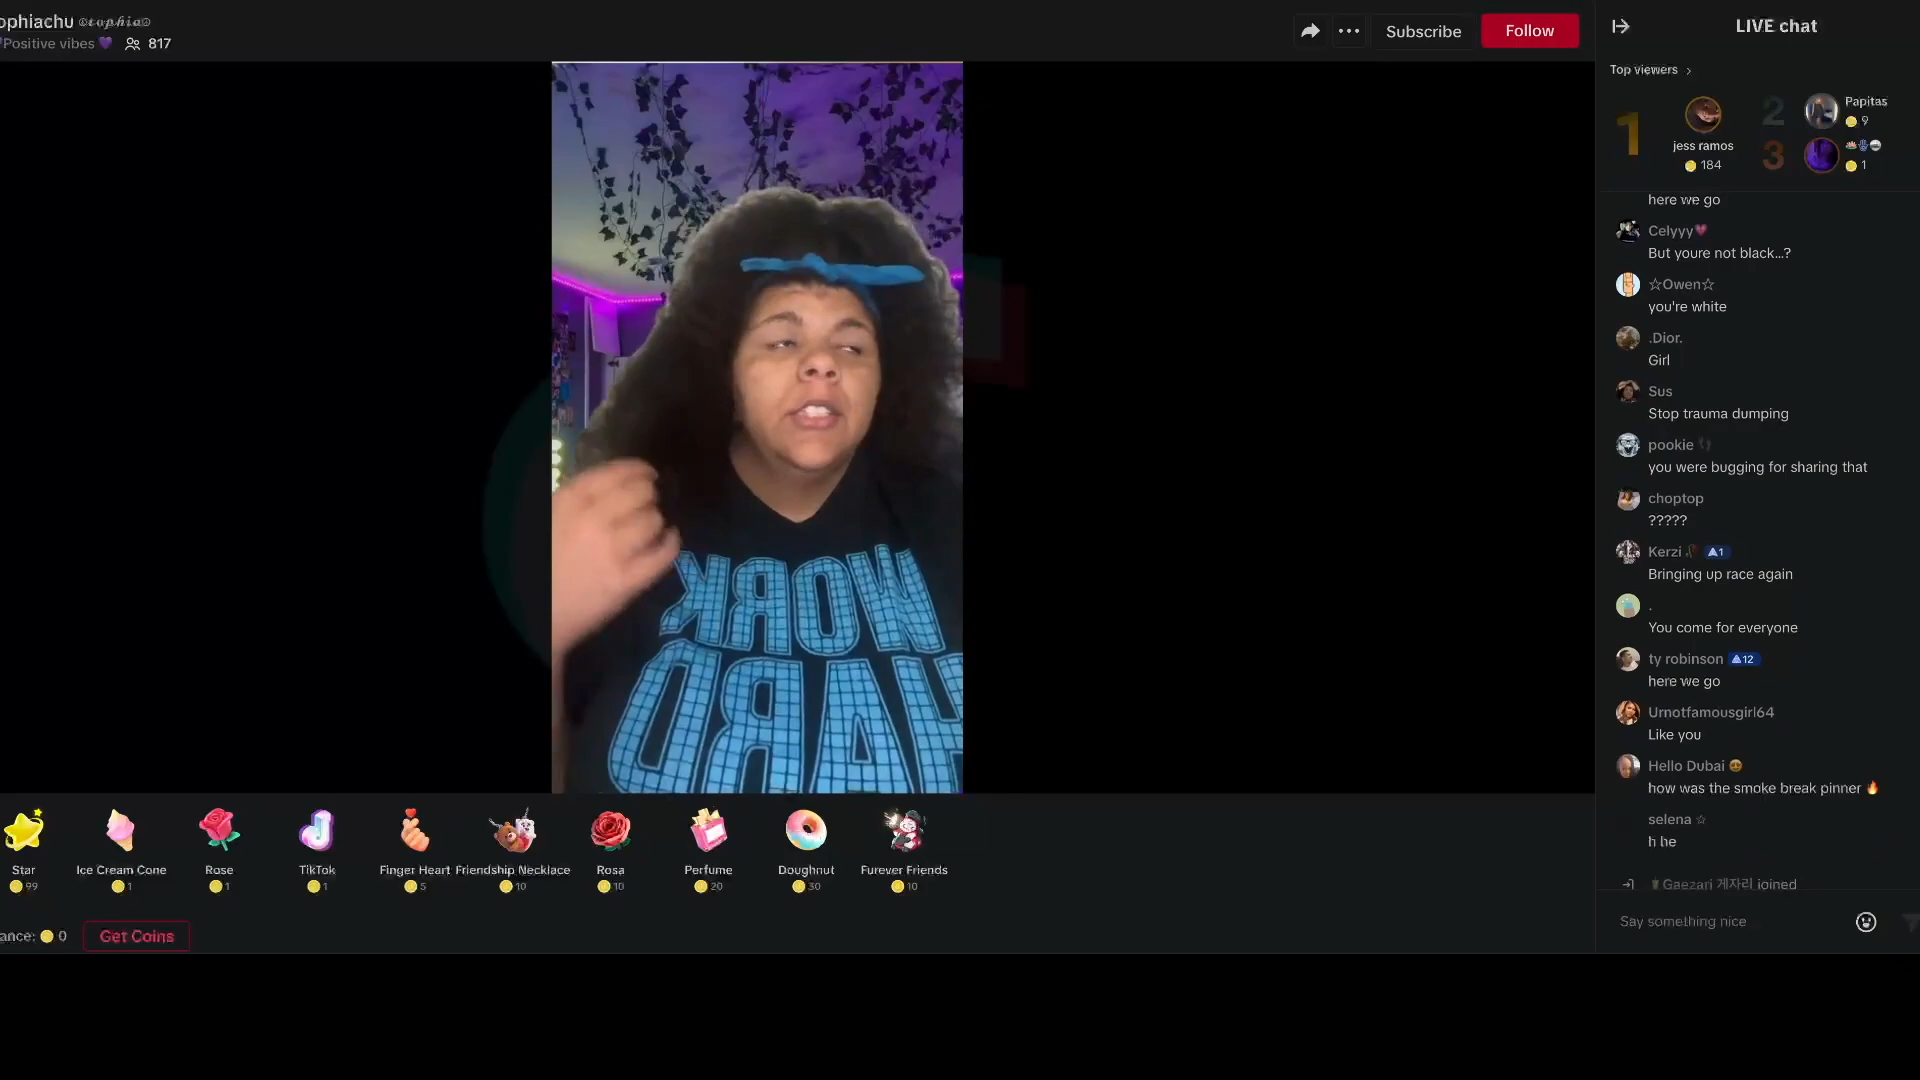 ophiachu @tophia
Positive vibes 💜 817
Subscribe
Follow
WORK
HARD
Star
99
Ice Cream Cone
1
Rose
1
TikTok
1
Finger Heart
5
Friendship Necklace
10
Rosa
10
Perfume
20
Doughnut
30
Furever Friends
10
ance: 0
Get Coins
LIVE chat
Top viewers >
1
jess ramos
184
2
Papitas
9
3
1
here we go
Celyyy💗
But youre not black...?
☆Owen☆
you're white
.Dior.
Girl
Sus
Stop trauma dumping
pookie
you were bugging for sharing that
choptop
?????
Kerzi🥀 1
Bringing up race again
.
You come for everyone
ty robinson 12
here we go
Urnotfamousgirl64
Like you
Hello Dubai 😍
how was the smoke break pinner 🔥
selena ☆
h he
Gaezari 게자리 joined
Say something nice